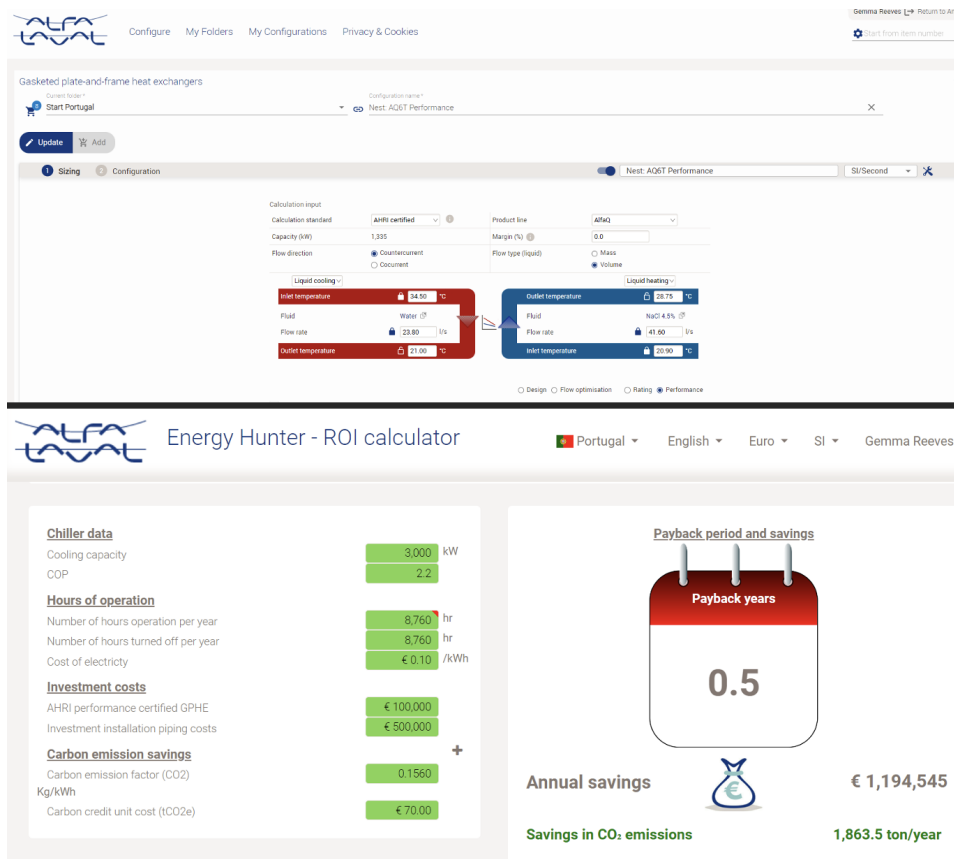 ALFA LAVAL
Configure My Folders My Configurations Privacy & Cookies
Gemma Reeves Return to
Start from item number
Gasketed plate-and-frame heat exchangers
Current folder *
Start Portugal
Configuration name *
Nest: AQ6T Performance
Update Add
1 Sizing 2 Configuration
Nest: AQ6T Performance
SI/Second
Calculation input
Calculation standard AHRI certified Product line AlfaQ
Capacity (kW) 1,335 Margin (%) 0.0
Flow direction Countercurrent Flow type (liquid) Mass
Cocurrent Volume
Liquid cooling Liquid heating
Inlet temperature 34.50 °C Outlet temperature 28.75 °C
Fluid Water Fluid NaCl 4.5%
Flow rate 23.80 l/s Flow rate 41.60 l/s
Outlet temperature 21.00 °C Inlet temperature 20.90 °C
Design Flow optimisation Rating Performance
ALFA LAVAL
Energy Hunter - ROI calculator
Portugal English Euro SI Gemma Reeves
Chiller data
Cooling capacity 3,000 kW
COP 2.2
Hours of operation
Number of hours operation per year 8,760 hr
Number of hours turned off per year 8,760 hr
Cost of electricty € 0.10 /kWh
Investment costs
AHRI performance certified GPHE € 100,000
Investment installation piping costs € 500,000
Carbon emission savings
Carbon emission factor (CO2) 0.1560
Kg/kWh
Carbon credit unit cost (tCO2e) € 70.00
Payback period and savings
Payback years
0.5
Annual savings € 1,194,545
Savings in CO₂ emissions 1,863.5 ton/year